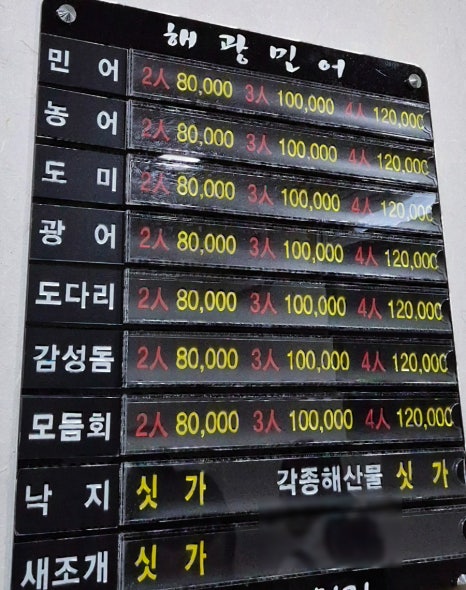 해광민어
민어 2人 80,000 3人 100,000 4人 120,000
농어 2人 80,000 3人 100,000 4人 120,000
도미 2人 80,000 3人 100,000 4人 120,000
광어 2人 80,000 3人 100,000 4人 120,000
도다리 2人 80,000 3人 100,000 4人 120,000
감성돔 2人 80,000 3人 100,000 4人 120,000
모듬회 2人 80,000 3人 100,000 4人 120,000
낙지 싯가 각종해산물 싯가
새조개 싯가